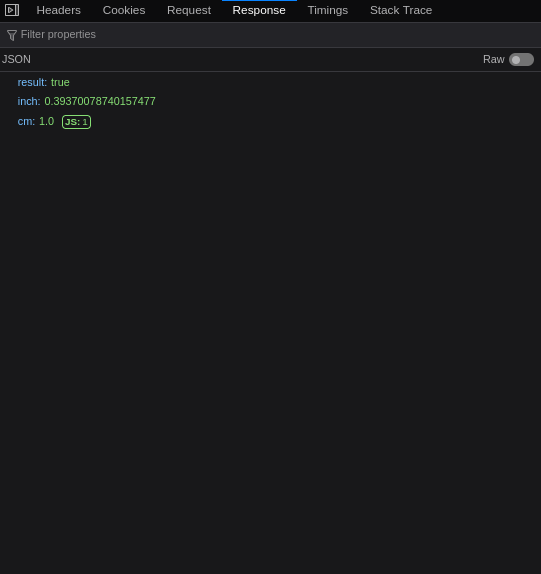 Headers Cookies Request Response Timings Stack Trace
Filter properties
JSON Raw
result: true
inch: 0.39370078740157477
cm: 1.0 JS: 1